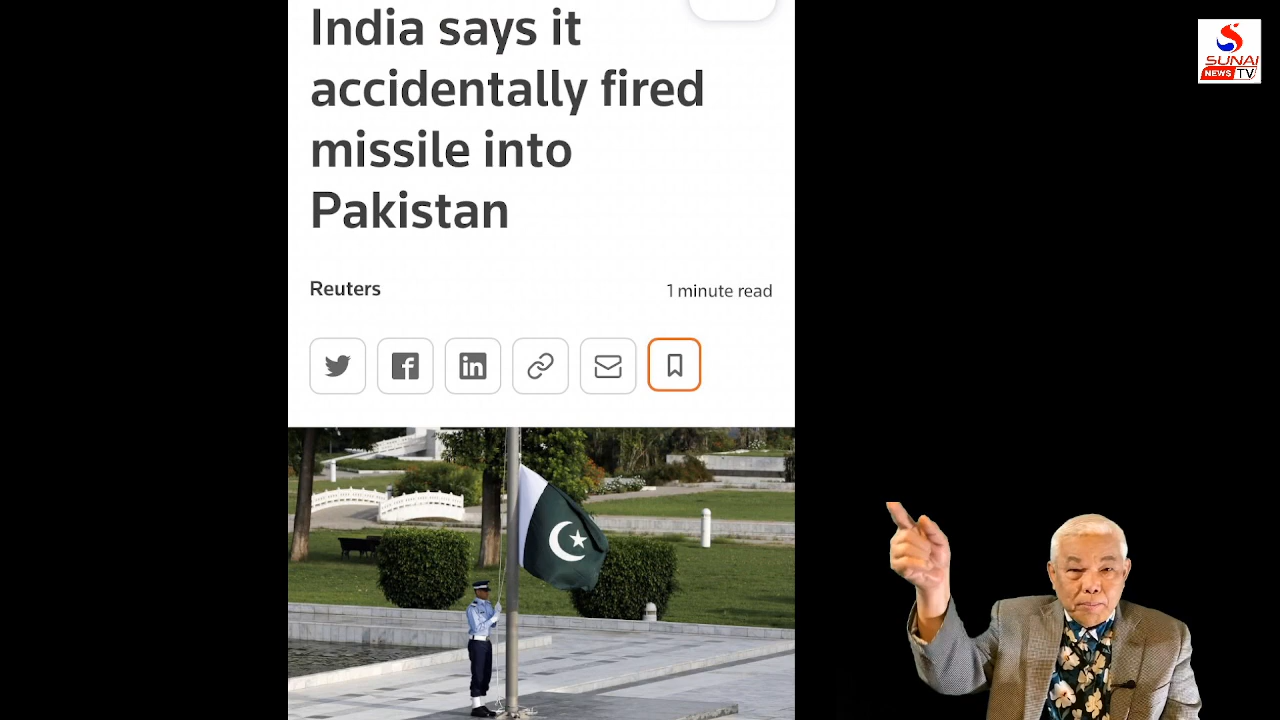 India says it
accidentally fired
missile into
Pakistan
Reuters
1 minute read
SUNAI
NEWS TV